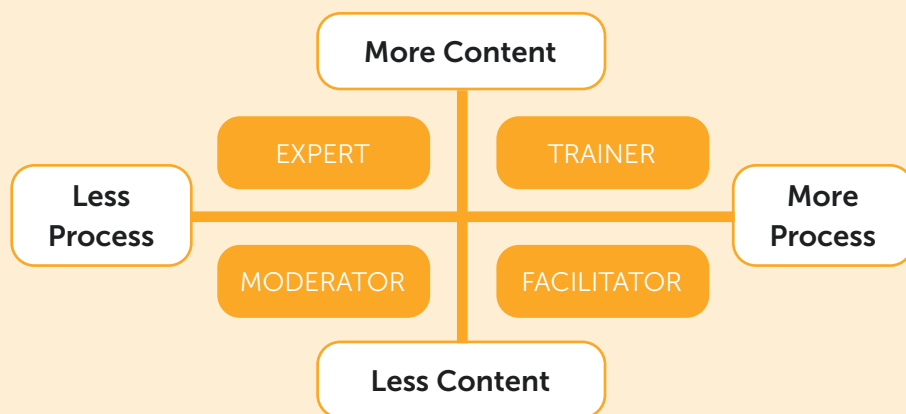 More Content
EXPERT
TRAINER
Less
Process
More
Process
MODERATOR
FACILITATOR
Less Content